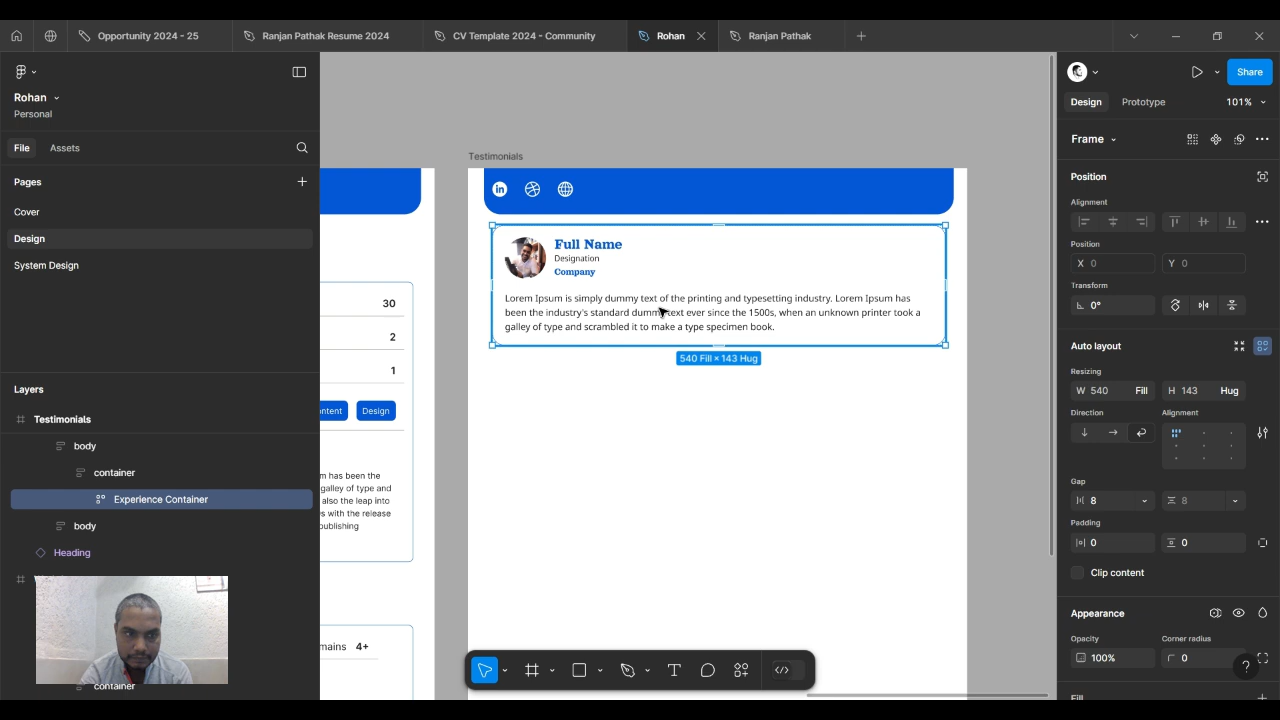 Opportunity 2024 - 25
Ranjan Pathak Resume 2024
CV Template 2024 - Community
Rohan
Ranjan Pathak
Rohan
Personal
Share
Design
Prototype
101%
File
Assets
Pages
Cover
Design
System Design
Layers
Testimonials
body
container
Experience Container
body
Heading
container
30
2
1
ntent
Design
m has been the
galley of type and
also the leap into
s with the release
publishing
mains 4+
Testimonials
in
Full Name
Designation
Company
Lorem Ipsum is simply dummy text of the printing and typesetting industry. Lorem Ipsum has
been the industry's standard dummy text ever since the 1500s, when an unknown printer took a
galley of type and scrambled it to make a type specimen book.
540 Fill × 143 Hug
Frame
Position
Alignment
Position
X 0
Y 0
Transform
0°
Auto layout
Resizing
W 540 Fill
H 143 Hug
Direction
Alignment
Gap
8
8
Padding
0
0
Clip content
Appearance
Opacity
Corner radius
100%
0
?
Fill